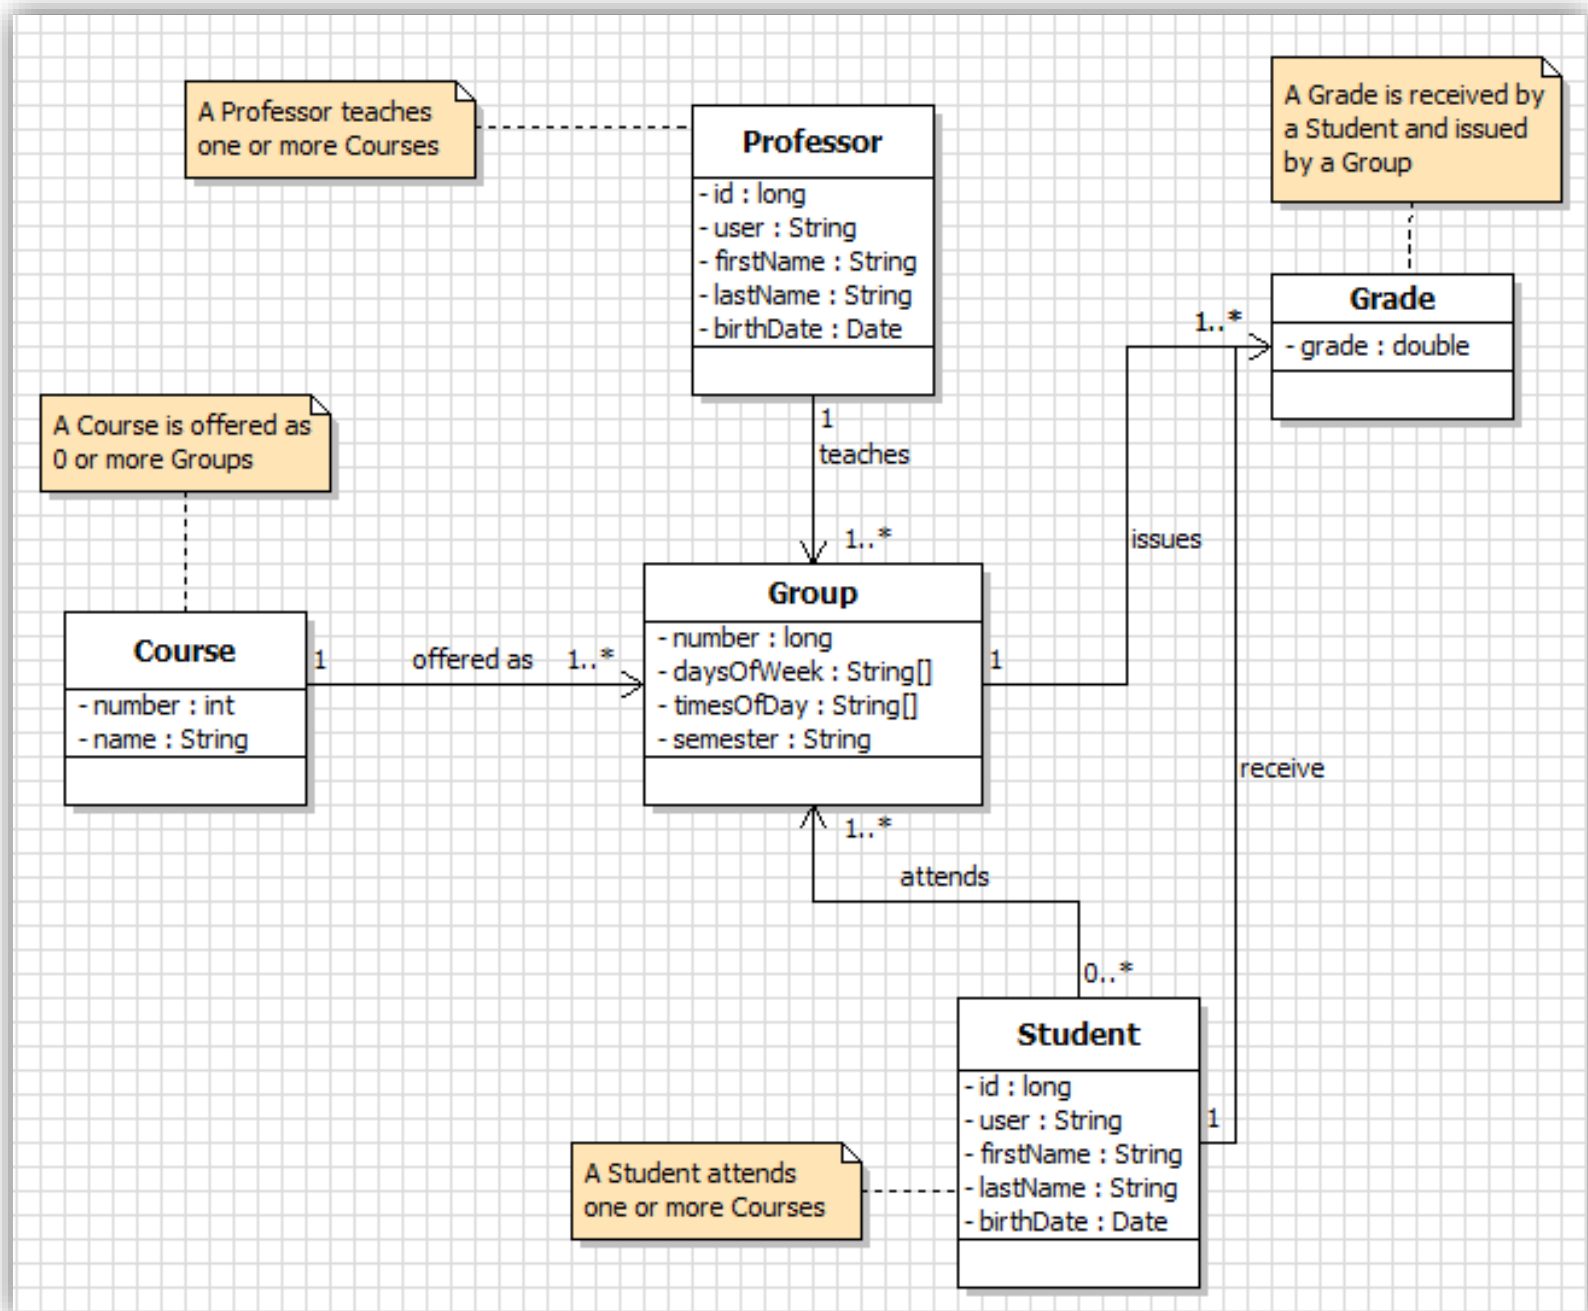 A Professor teaches
one or more Courses
Professor
- id : long
- user : String
- firstName : String
- lastName : String
- birthDate : Date
A Grade is received by
a Student and issued
by a Group
Grade
- grade : double
1..*
1
teaches
1..*
issues
A Course is offered as
0 or more Groups
Course
- number : int
- name : String
1
offered as
1..*
Group
- number : long
- daysOfWeek : String[]
- timesOfDay : String[]
- semester : String
1
receive
1..*
attends
0..*
Student
- id : long
- user : String
- firstName : String
- lastName : String
- birthDate : Date
1
A Student attends
one or more Courses